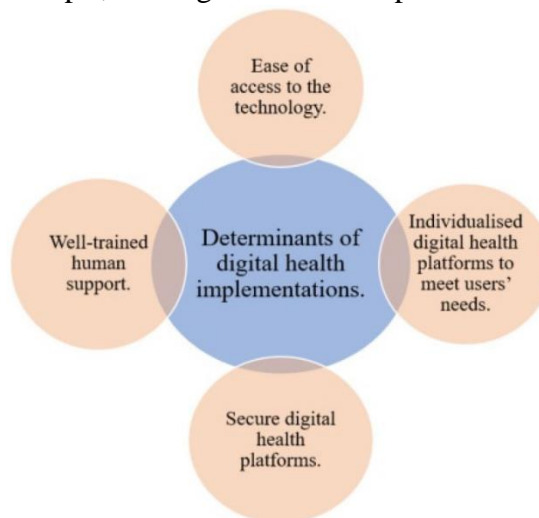 Ease of
access to the
technology.
Well-trained
human
support.
Determinants of
digital health
implementations.
Individualised
digital health
platforms to
meet users'
needs.
Secure digital
health
platforms.